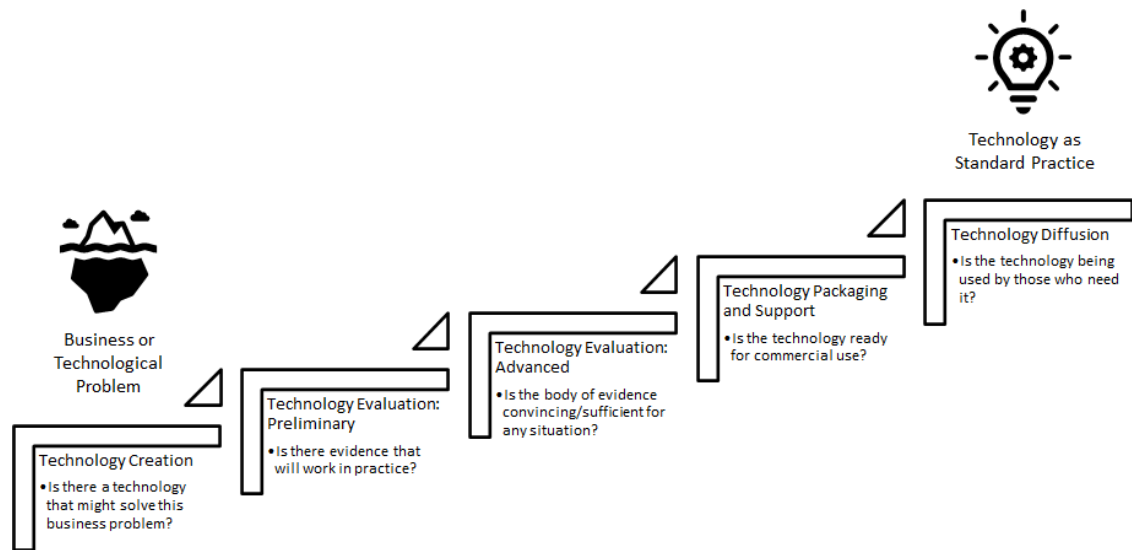 Technology as
Standard Practice
Business or
Technological
Problem
Technology Creation
•Is there a technology
that might solve this
business problem?
Technology Evaluation:
Preliminary
•Is there evidence that
will work in practice?
Technology Evaluation:
Advanced
•Is the body of evidence
convincing/sufficient for
any situation?
Technology Packaging
and Support
•Is the technology ready
for commercial use?
Technology Diffusion
•Is the technology being
used by those who need
it?